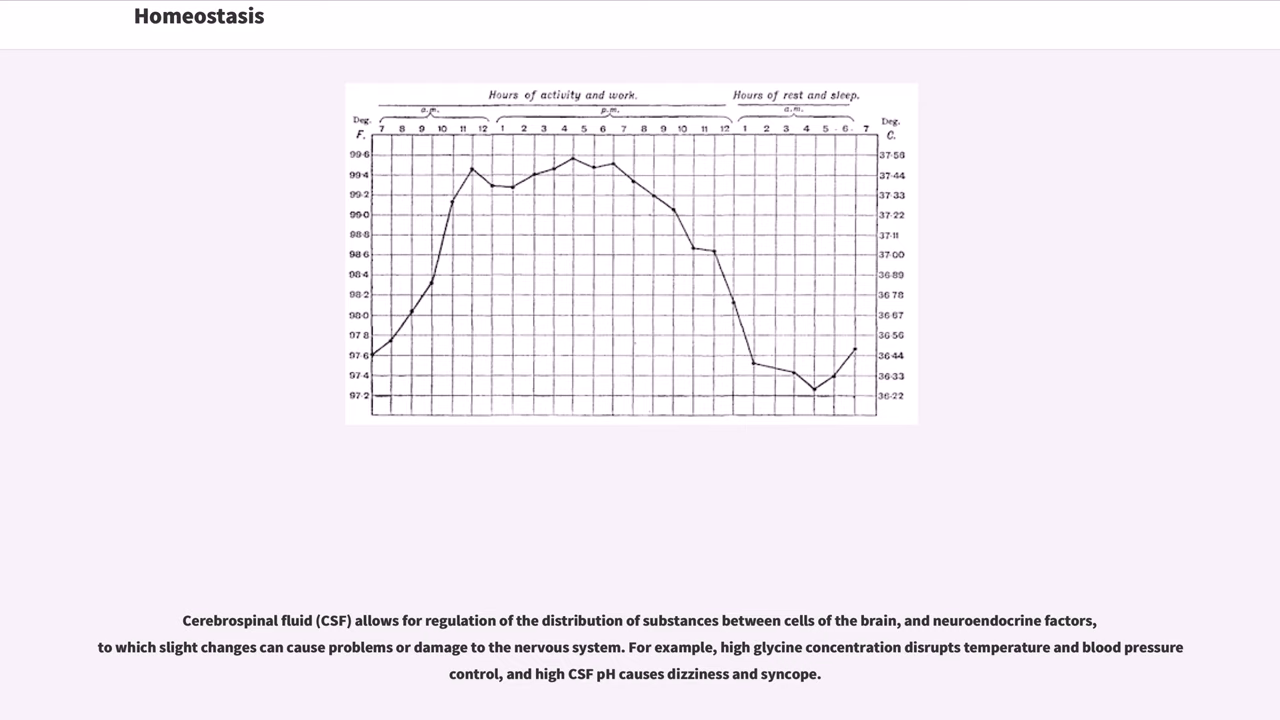 Homeostasis
Hours of activity and work. Hours of rest and sleep.
a.m. p.m. a.m.
Deg. Deg.
F. 7 8 9 10 11 12 1 2 3 4 5 6 7 8 9 10 11 12 1 2 3 4 5 6 7 C.
99·6 37·56
99·4 37·44
99·2 37·33
99·0 37·22
98·8 37·11
98·6 37·00
98·4 36·89
98·2 36·78
98·0 36·67
97·8 36·56
97·6 36·44
97·4 36·33
97·2 36·22
Cerebrospinal fluid (CSF) allows for regulation of the distribution of substances between cells of the brain, and neuroendocrine factors,
to which slight changes can cause problems or damage to the nervous system. For example, high glycine concentration disrupts temperature and blood pressure
control, and high CSF pH causes dizziness and syncope.